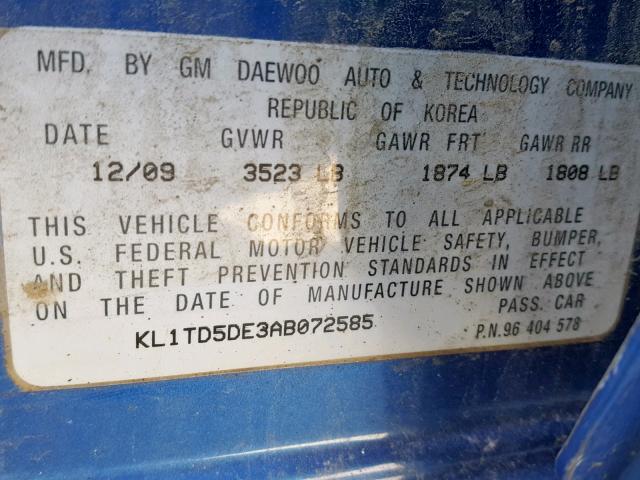 MFD. BY GM DAEWOO AUTO & TECHNOLOGY COMPANY
REPUBLIC OF KOREA
DATE GVWR GAWR FRT GAWR RR
12/09 3523 LB 1874 LB 1808 LB
THIS VEHICLE CONFORMS TO ALL APPLICABLE
U.S. FEDERAL MOTOR VEHICLE SAFETY, BUMPER,
AND THEFT PREVENTION STANDARDS IN EFFECT
ON THE DATE OF MANUFACTURE SHOWN ABOVE
PASS. CAR
KL1TD5DE3AB072585
P.N.96 404 578